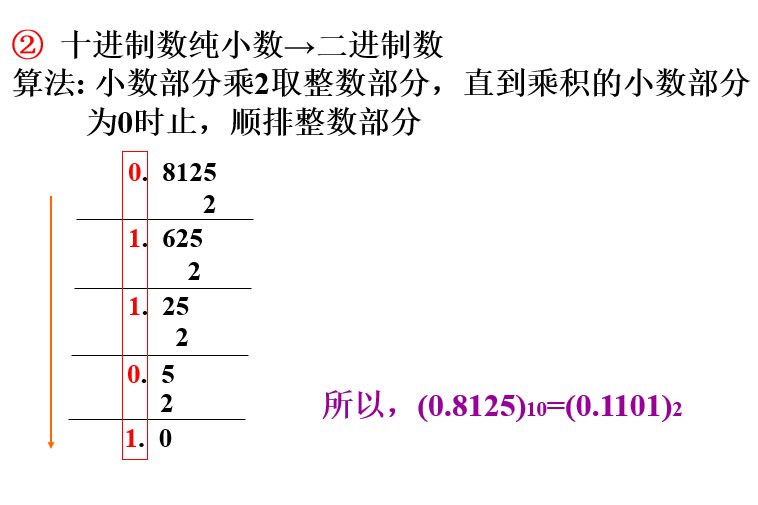 ② 十进制数纯小数→二进制数
算法: 小数部分乘2取整数部分，直到乘积的小数部分
为0时止，顺排整数部分
0. 8125
2
1. 625
2
1. 25
2
0. 5
2
1. 0
所以，(0.8125)10=(0.1101)2